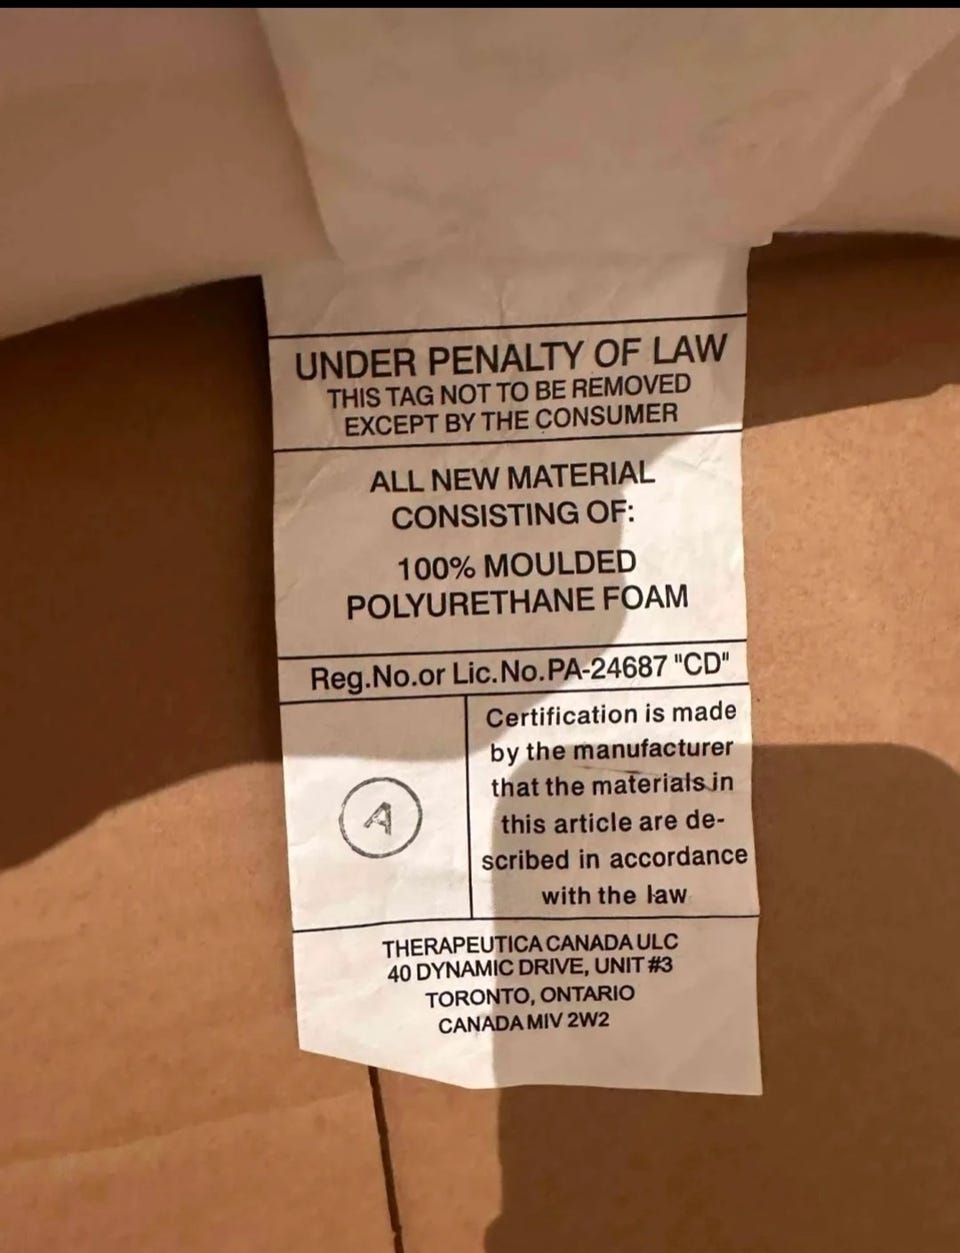 UNDER PENALTY OF LAW
THIS TAG NOT TO BE REMOVED
EXCEPT BY THE CONSUMER
ALL NEW MATERIAL
CONSISTING OF:
100% MOULDED
POLYURETHANE FOAM
Reg.No.or Lic.No.PA-24687 "CD"
A
Certification is made
by the manufacturer
that the materials in
this article are de-
scribed in accordance
with the law
THERAPEUTICA CANADA ULC
40 DYNAMIC DRIVE, UNIT #3
TORONTO, ONTARIO
CANADA MIV 2W2